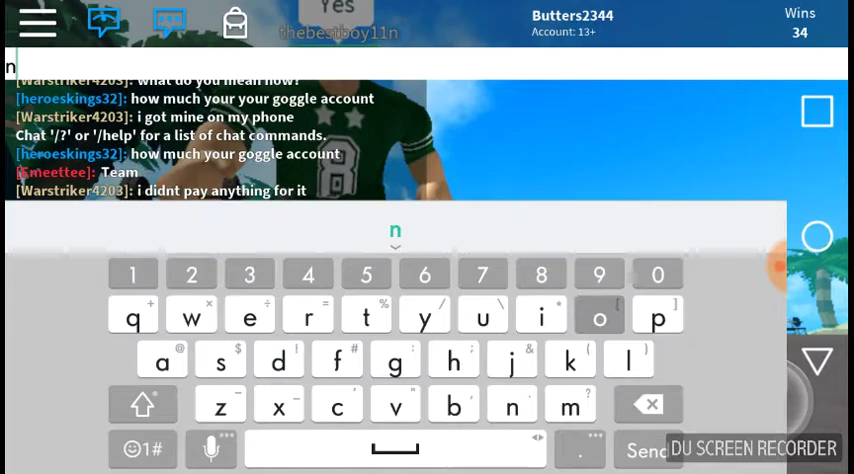 Yes
thebestboy11n
Butters2344
Account: 13+
Wins
34
n
[Warstriker4203]: what do you mean now?
[heroeskings32]: how much your your goggle account
[Warstriker4203]: i got mine on my phone
Chat '/?' or '/help' for a list of chat commands.
[heroeskings32]: how much your goggle account
[Emeettee]: Team
[Warstriker4203]: i didnt pay anything for it
8
n
1 2 3 4 5 6 7 8 9 0
+ × ÷ = % / \ * [ ]
q w e r t y u i o p
@ $ ! # : ; & ( )
a s d f g h j k l
- _ ' " ?
z x c v b n m
☺1# . Send
DU SCREEN RECORDER